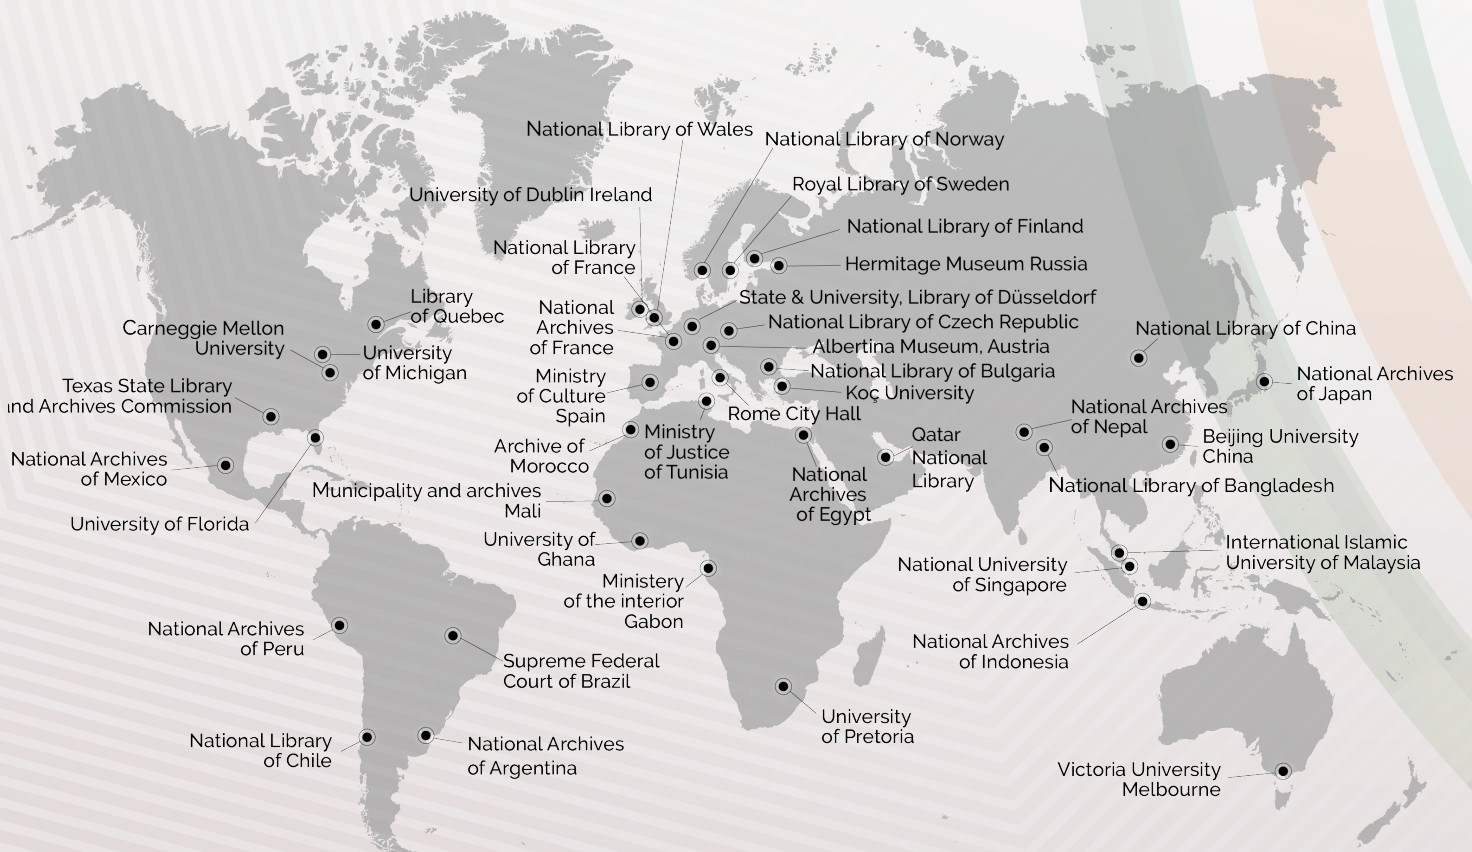 National Library of Wales
National Library of Norway
University of Dublin Ireland
Royal Library of Sweden
National Library
of France
National Library of Finland
Hermitage Museum Russia
Library
of Quebec
National
Archives
of France
State & University, Library of Düsseldorf
National Library of Czech Republic
Carneggie Mellon
University
University
of Michigan
Albertina Museum, Austria
National Library of China
Texas State Library
nd Archives Commission
Ministry
of Culture
Spain
National Library of Bulgaria
Koç University
National Archives
of Japan
Rome City Hall
National Archives
of Nepal
Archive of
Morocco
Ministry
of Justice
of Tunisia
Qatar
National
Library
Beijing University
China
National Archives
of Mexico
National
Archives
of Egypt
Municipality and archives
Mali
National Library of Bangladesh
University of Florida
University of
Ghana
International Islamic
University of Malaysia
Ministery
of the interior
Gabon
National University
of Singapore
National Archives
of Peru
National Archives
of Indonesia
Supreme Federal
Court of Brazil
University
of Pretoria
National Library
of Chile
National Archives
of Argentina
Victoria University
Melbourne